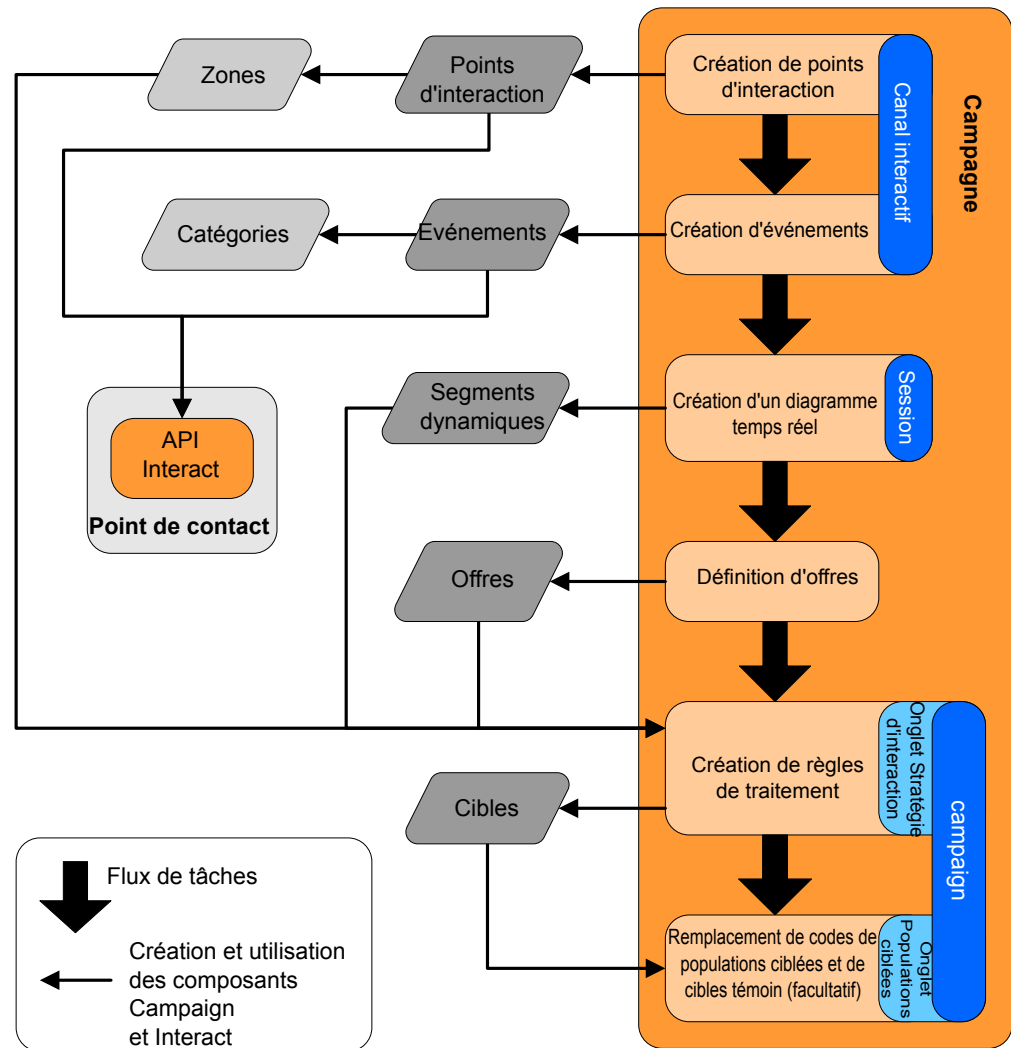 Zones
Points
d'interaction
Création de points
d'interaction
Canal interactif
Campagne
Catégories
Evénements
Création d'événements
Segments
dynamiques
Création d'un diagramme
temps réel
Session
API
Interact
Point de contact
Offres
Définition d'offres
Création de règles
de traitement
Onglet Stratégie
d'interaction
campaign
Cibles
Remplacement de codes de
populations ciblées et de
cibles témoin (facultatif)
Onglet
Populations
ciblées
Flux de tâches
Création et utilisation
des composants
Campaign
et Interact